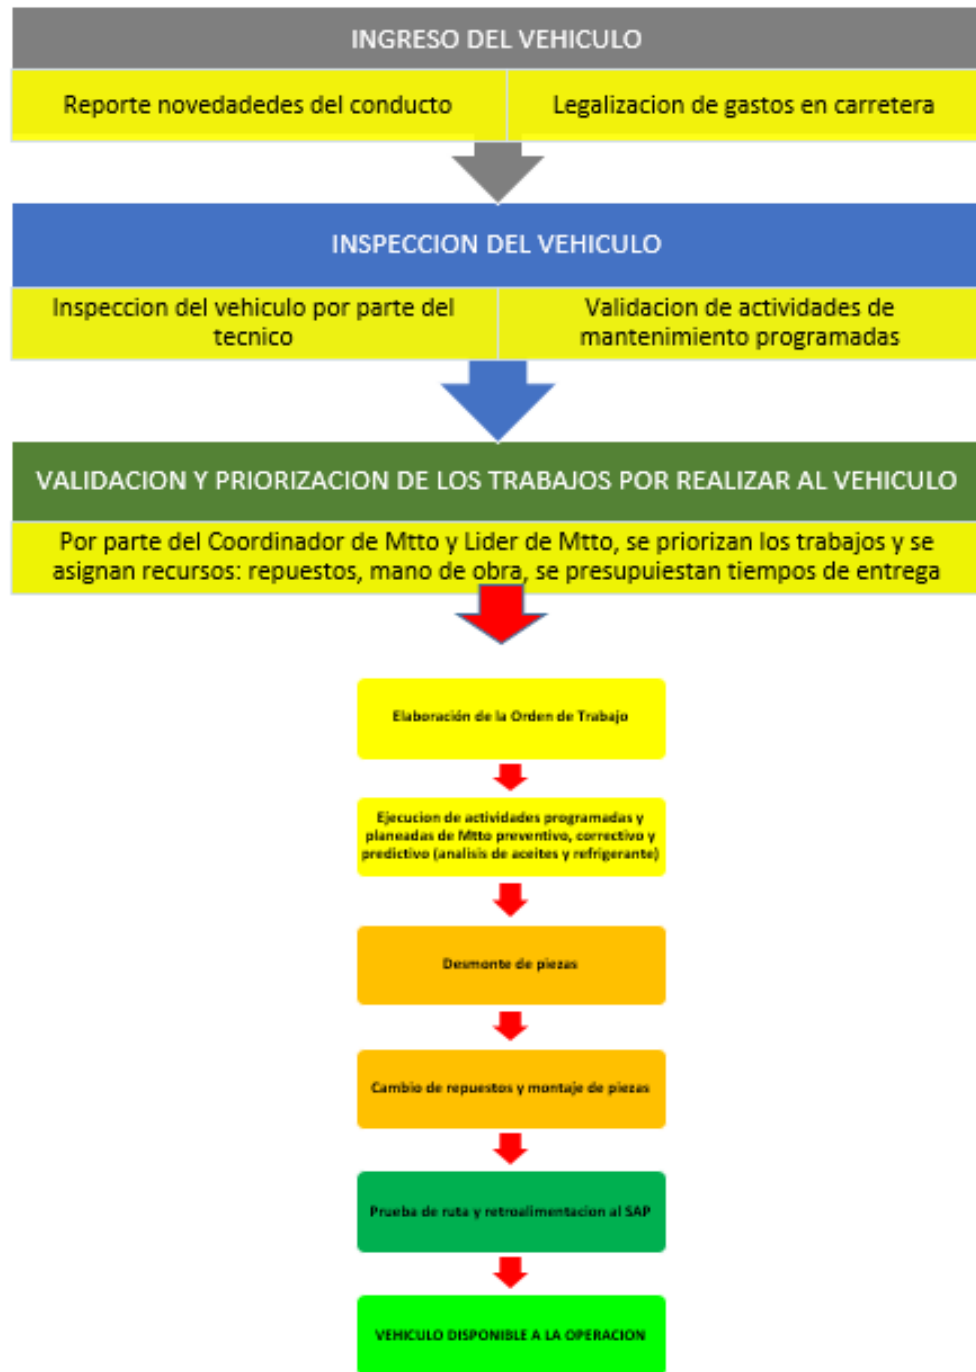 INGRESO DEL VEHICULO
Reporte novedadedes del conducto
Legalizacion de gastos en carretera
INSPECCION DEL VEHICULO
Inspeccion del vehiculo por parte del
tecnico
Validacion de actividades de
mantenimiento programadas
VALIDACION Y PRIORIZACION DE LOS TRABAJOS POR REALIZAR AL VEHICULO
Por parte del Coordinador de Mtto y Lider de Mtto, se priorizan los trabajos y se
asignan recursos: repuestos, mano de obra, se presupuiestan tiempos de entrega
Elaboración de la Orden de Trabajo
Ejecucion de actividades programadas y
planeadas de Mtto preventivo, correctivo y
predictivo (analisis de aceites y refrigerante)
Desmonte de piezas
Cambio de repuestos y montaje de piezas
Prueba de ruta y retroalimentacion al SAP
VEHICULO DISPONIBLE A LA OPERACION